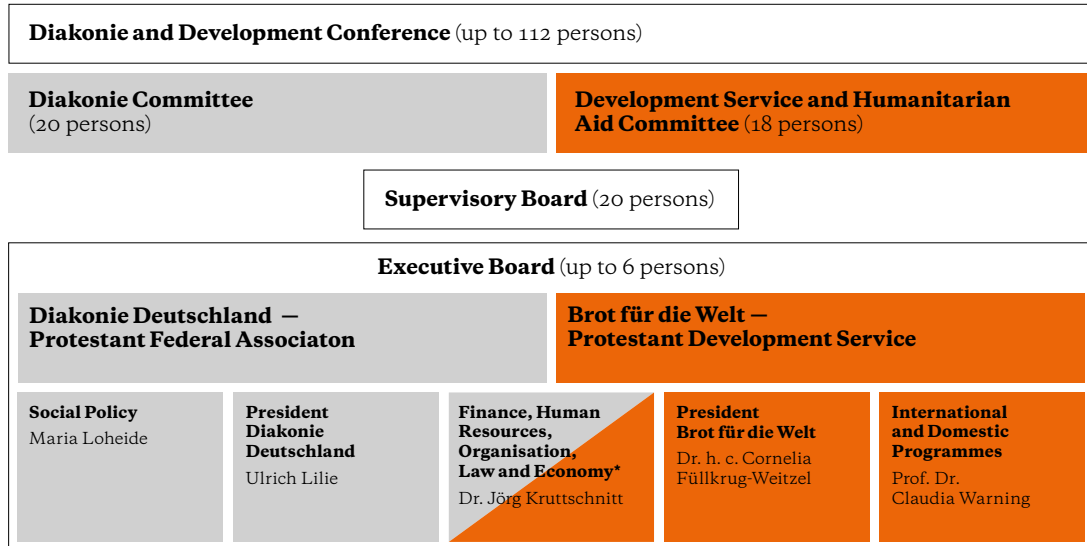 Diakonie and Development Conference (up to 112 persons)
Diakonie Committee
(20 persons)
Development Service and Humanitarian
Aid Committee (18 persons)
Supervisory Board (20 persons)
Executive Board (up to 6 persons)
Diakonie Deutschland —
Protestant Federal Associaton
Brot für die Welt —
Protestant Development Service
Social Policy
Maria Loheide
President
Diakonie
Deutschland
Ulrich Lilie
Finance, Human
Resources,
Organisation,
Law and Economy*
Dr. Jörg Kruttschnitt
President
Brot für die Welt
Dr. h. c. Cornelia
Füllkrug-Weitzel
International
and Domestic
Programmes
Prof. Dr.
Claudia Warning